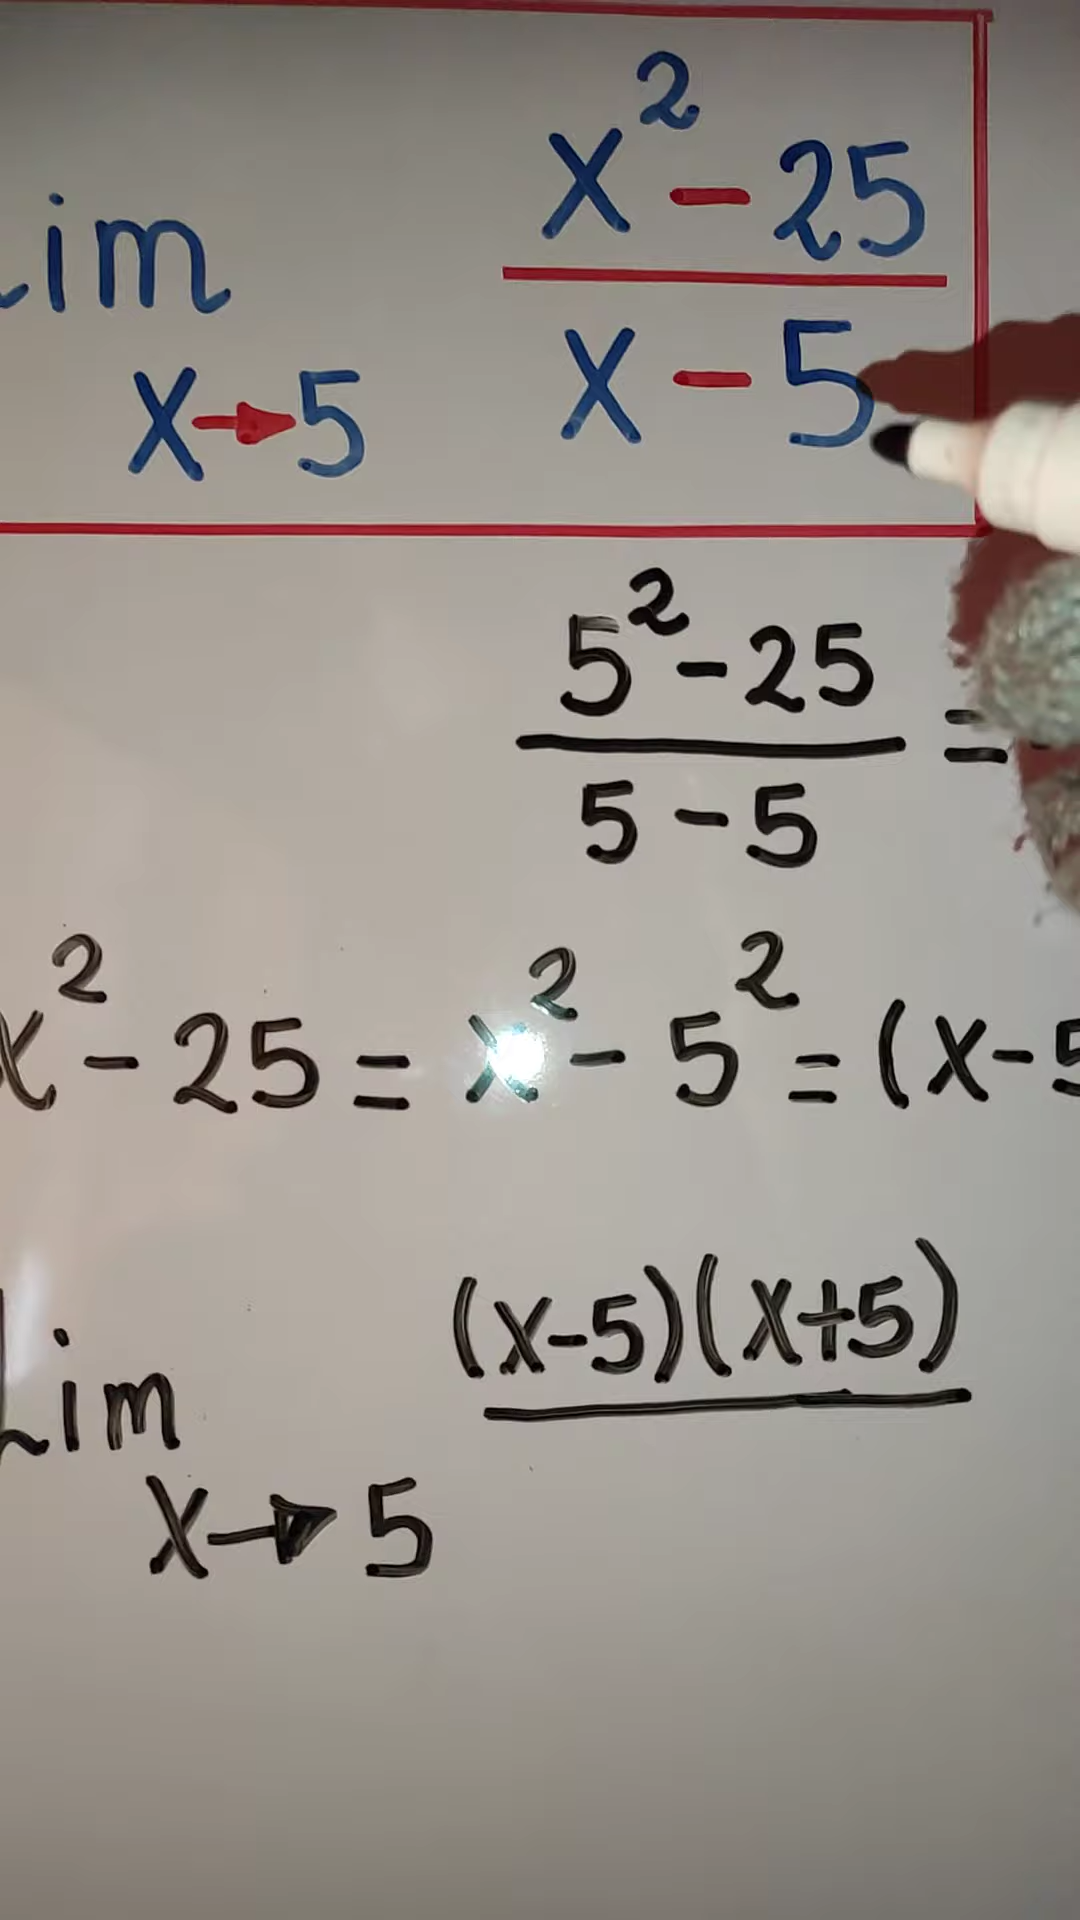 Lim x² - 25
x - 5
x→5
5² - 25 =
5 - 5
x² - 25 = x² - 5² = (x - 5
(x-5)(x+5)
Lim
x→5